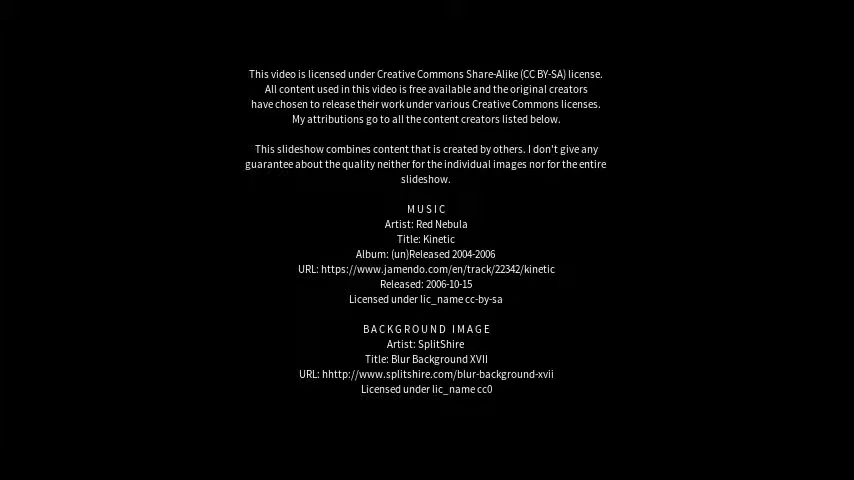 This video is licensed under Creative Commons Share-Alike (CC BY-SA) license.
All content used in this video is free available and the original creators
have chosen to release their work under various Creative Commons licenses.
My attributions go to all the content creators listed below.
This slideshow combines content that is created by others. I don't give any
guarantee about the quality neither for the individual images nor for the entire
slideshow.
MUSIC
Artist: Red Nebula
Title: Kinetic
Album: (un)Released 2004-2006
URL: https://www.jamendo.com/en/track/22342/kinetic
Released: 2006-10-15
Licensed under lic_name cc-by-sa
BACKGROUND IMAGE
Artist: SplitShire
Title: Blur Background XVII
URL: hhttp://www.splitshire.com/blur-background-xvii
Licensed under lic_name cc0